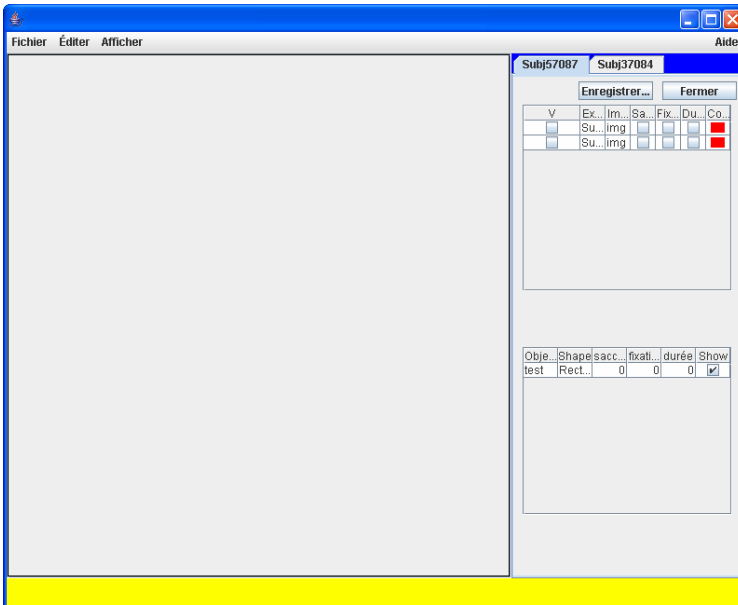 Fichier Éditer Afficher Aide
Subj57087 Subj37084
Enregistrer... Fermer
V Ex... Im... Sa... Fix... Du... Co...
Su... img
Su... img
Obje... Shape sacc... fixati... durée Show
test Rect... 0 0 0